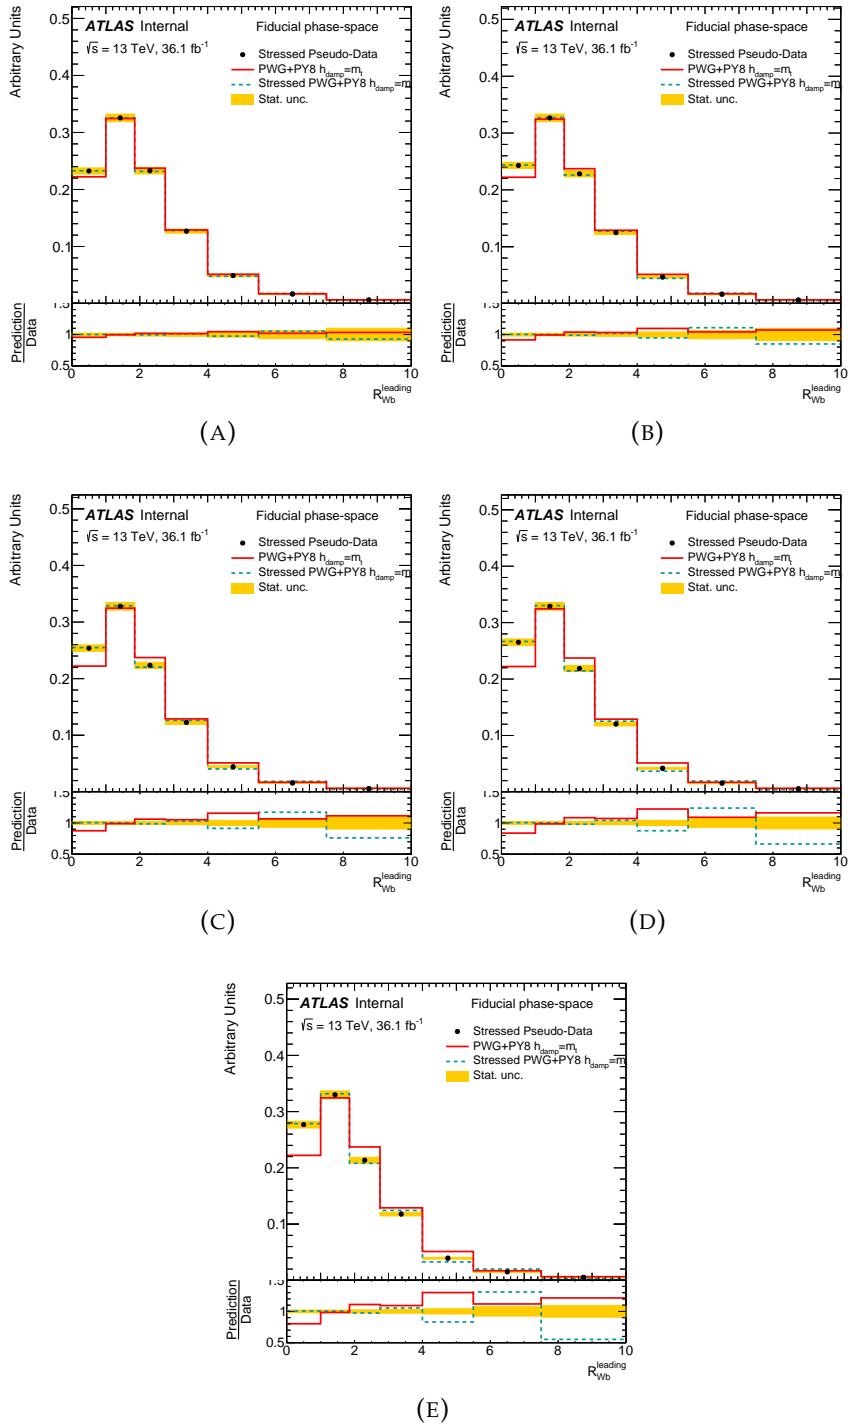 ATLAS Internal Fiducial phase-space
√s = 13 TeV, 36.1 fb⁻¹
Stressed Pseudo-Data
PWG+PY8 h_damp=m_t
Stressed PWG+PY8 h_damp=m
Stat. unc.
Arbitrary Units
0.5
0.4
0.3
0.2
0.1
Prediction
Data
1.5
1
0.5
0 2 4 6 8 10
R_Wb^leading
(A)
ATLAS Internal Fiducial phase-space
√s = 13 TeV, 36.1 fb⁻¹
Stressed Pseudo-Data
PWG+PY8 h_damp=m_t
Stressed PWG+PY8 h_damp=m
Stat. unc.
Arbitrary Units
0.5
0.4
0.3
0.2
0.1
Prediction
Data
1.5
1
0.5
0 2 4 6 8 10
R_Wb^leading
(B)
ATLAS Internal Fiducial phase-space
√s = 13 TeV, 36.1 fb⁻¹
Stressed Pseudo-Data
PWG+PY8 h_damp=m_t
Stressed PWG+PY8 h_damp=m
Stat. unc.
Arbitrary Units
0.5
0.4
0.3
0.2
0.1
Prediction
Data
1.5
1
0.5
0 2 4 6 8 10
R_Wb^leading
(C)
ATLAS Internal Fiducial phase-space
√s = 13 TeV, 36.1 fb⁻¹
Stressed Pseudo-Data
PWG+PY8 h_damp=m_t
Stressed PWG+PY8 h_damp=m
Stat. unc.
Arbitrary Units
0.5
0.4
0.3
0.2
0.1
Prediction
Data
1.5
1
0.5
0 2 4 6 8 10
R_Wb^leading
(D)
ATLAS Internal Fiducial phase-space
√s = 13 TeV, 36.1 fb⁻¹
Stressed Pseudo-Data
PWG+PY8 h_damp=m_t
Stressed PWG+PY8 h_damp=m
Stat. unc.
Arbitrary Units
0.5
0.4
0.3
0.2
0.1
Prediction
Data
1.5
1
0.5
0 2 4 6 8 10
R_Wb^leading
(E)